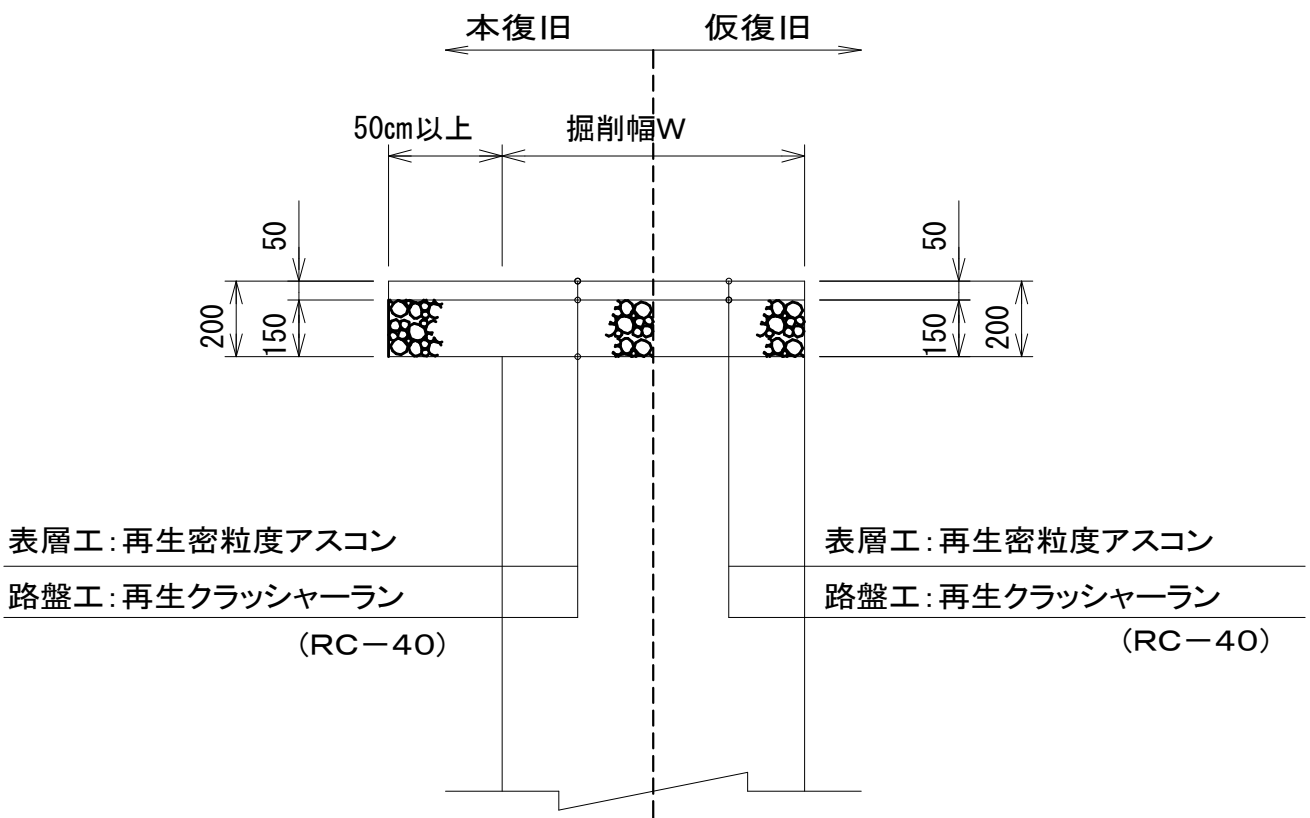 本復旧
仮復旧
50cm以上
掘削幅W
50
150
200
50
150
200
表層工：再生密粒度アスコン
路盤工：再生クラッシャーラン
（RC－40）
表層工：再生密粒度アスコン
路盤工：再生クラッシャーラン
（RC－40）